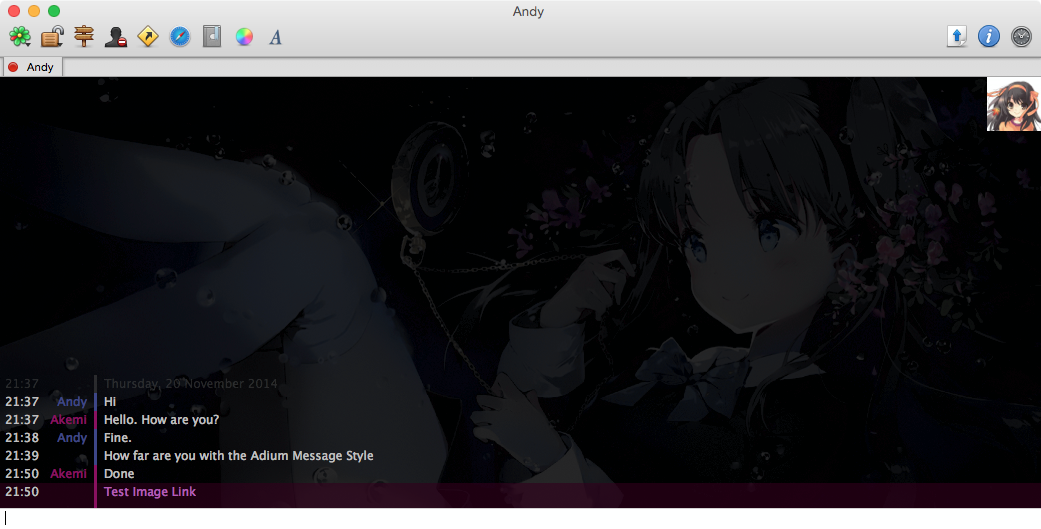 Andy
Andy
21:37 Thursday, 20 November 2014
21:37 Andy Hi
21:37 Akemi Hello. How are you?
21:38 Andy Fine.
21:39 How far are you with the Adium Message Style
21:50 Akemi Done
21:50 Test Image Link